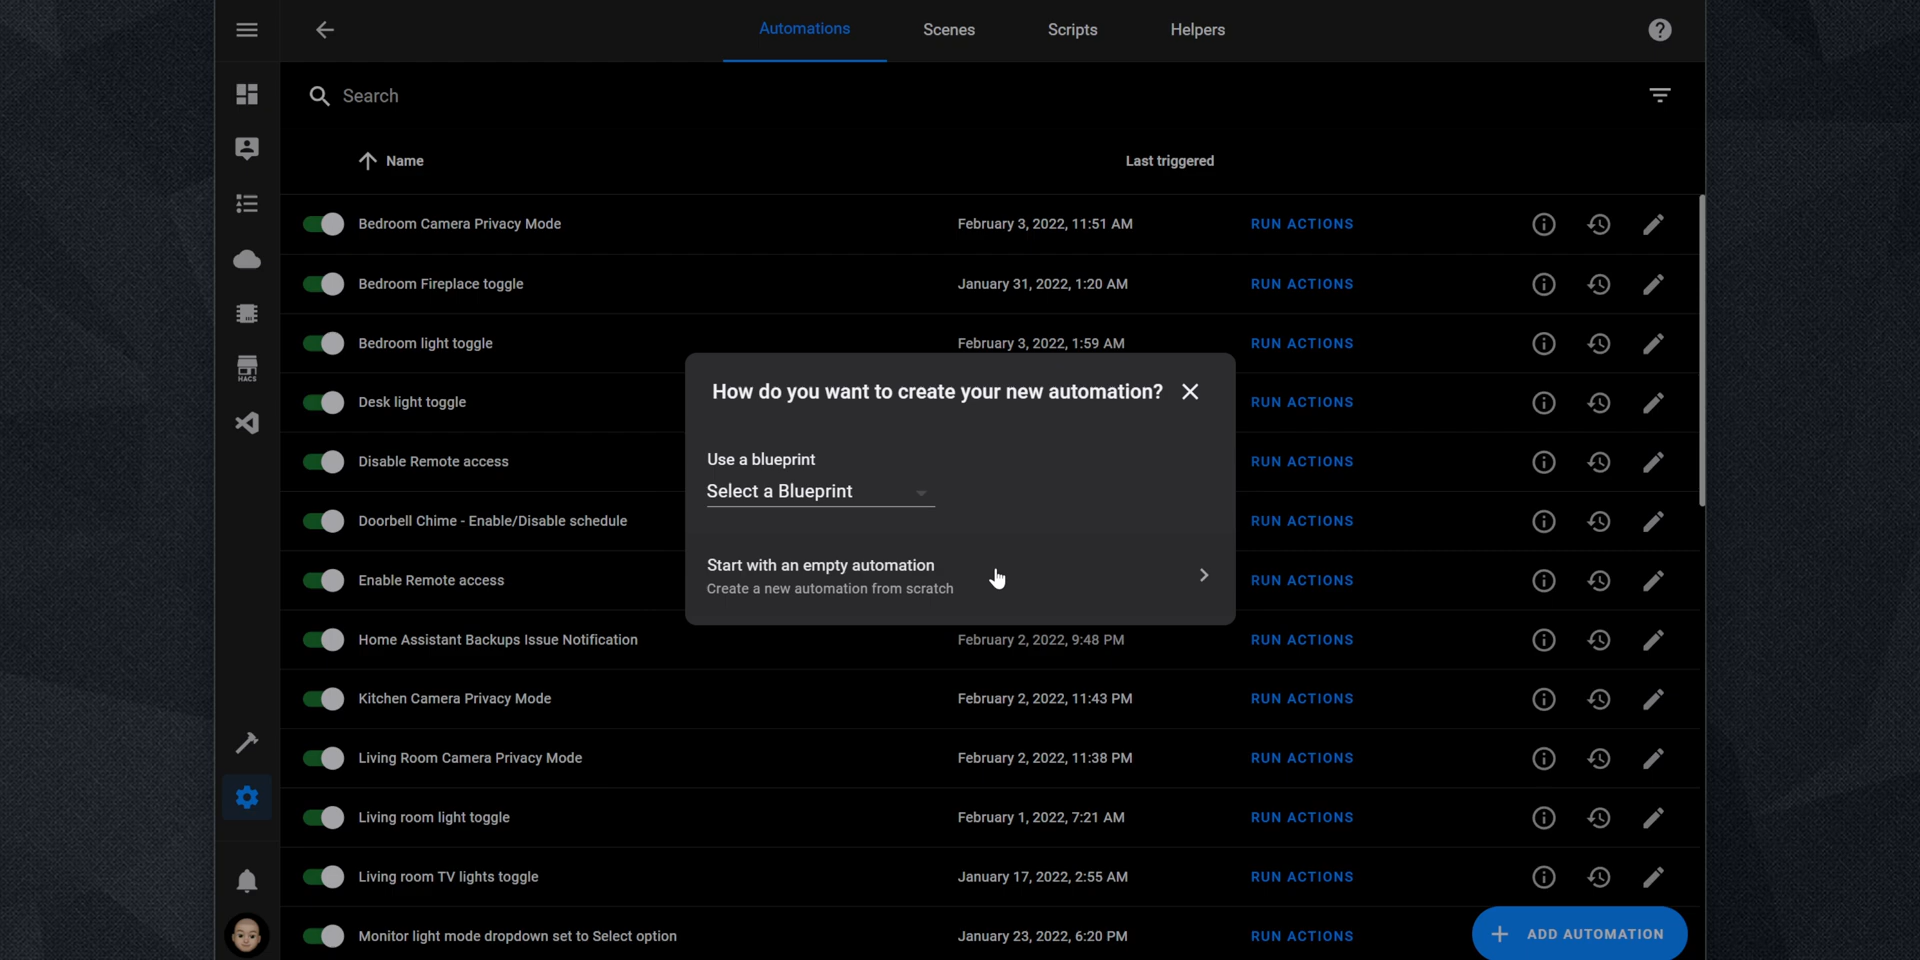 Automations Scenes Scripts Helpers
Search
Name Last triggered
Bedroom Camera Privacy Mode February 3, 2022, 11:51 AM RUN ACTIONS
Bedroom Fireplace toggle January 31, 2022, 1:20 AM RUN ACTIONS
Bedroom light toggle February 3, 2022, 1:59 AM RUN ACTIONS
How do you want to create your new automation?
Desk light toggle RUN ACTIONS
HACS
Use a blueprint
Disable Remote access RUN ACTIONS
Select a Blueprint
Doorbell Chime - Enable/Disable schedule RUN ACTIONS
Start with an empty automation
Enable Remote access RUN ACTIONS
Create a new automation from scratch
Home Assistant Backups Issue Notification February 2, 2022, 9:48 PM RUN ACTIONS
Kitchen Camera Privacy Mode February 2, 2022, 11:43 PM RUN ACTIONS
Living Room Camera Privacy Mode February 2, 2022, 11:38 PM RUN ACTIONS
Living room light toggle February 1, 2022, 7:21 AM RUN ACTIONS
Living room TV lights toggle January 17, 2022, 2:55 AM RUN ACTIONS
Monitor light mode dropdown set to Select option January 23, 2022, 6:20 PM RUN ACTIONS
ADD AUTOMATION